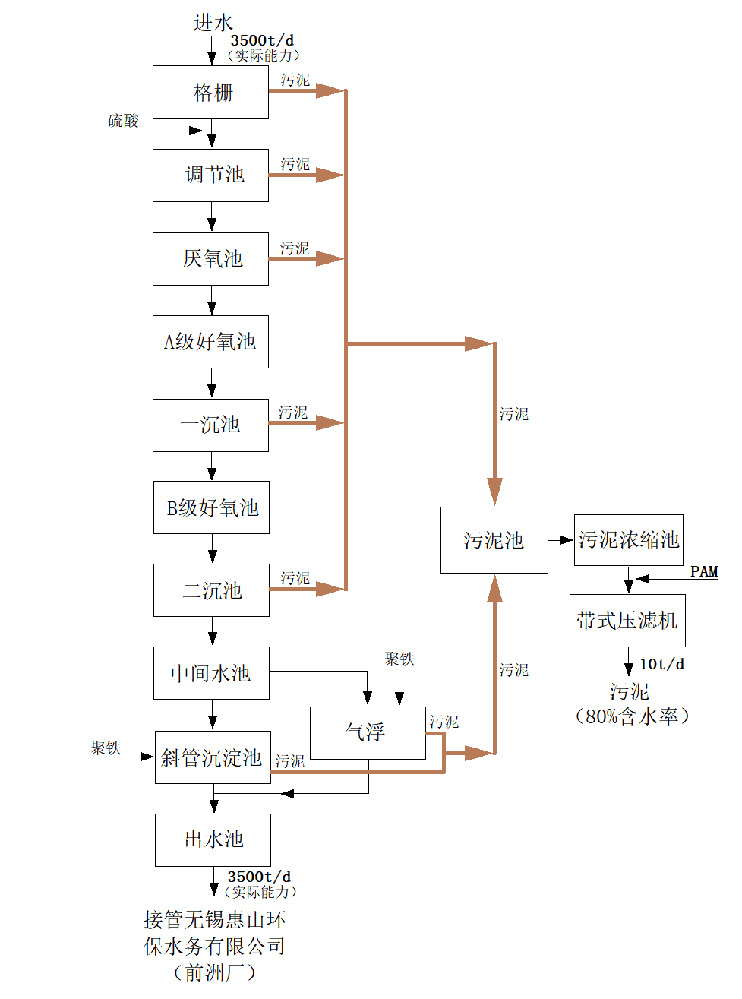 进水
3500t/d
（实际能力）
格栅
污泥
硫酸
调节池
污泥
厌氧池
污泥
A级好氧池
一沉池
污泥
污泥
B级好氧池
污泥池
污泥浓缩池
PAM
二沉池
污泥
带式压滤机
10t/d
污泥
（80%含水率）
中间水池
聚铁
污泥
气浮
污泥
聚铁
斜管沉淀池
污泥
出水池
3500t/d
（实际能力）
接管无锡惠山环
保水务有限公司
（前洲厂）